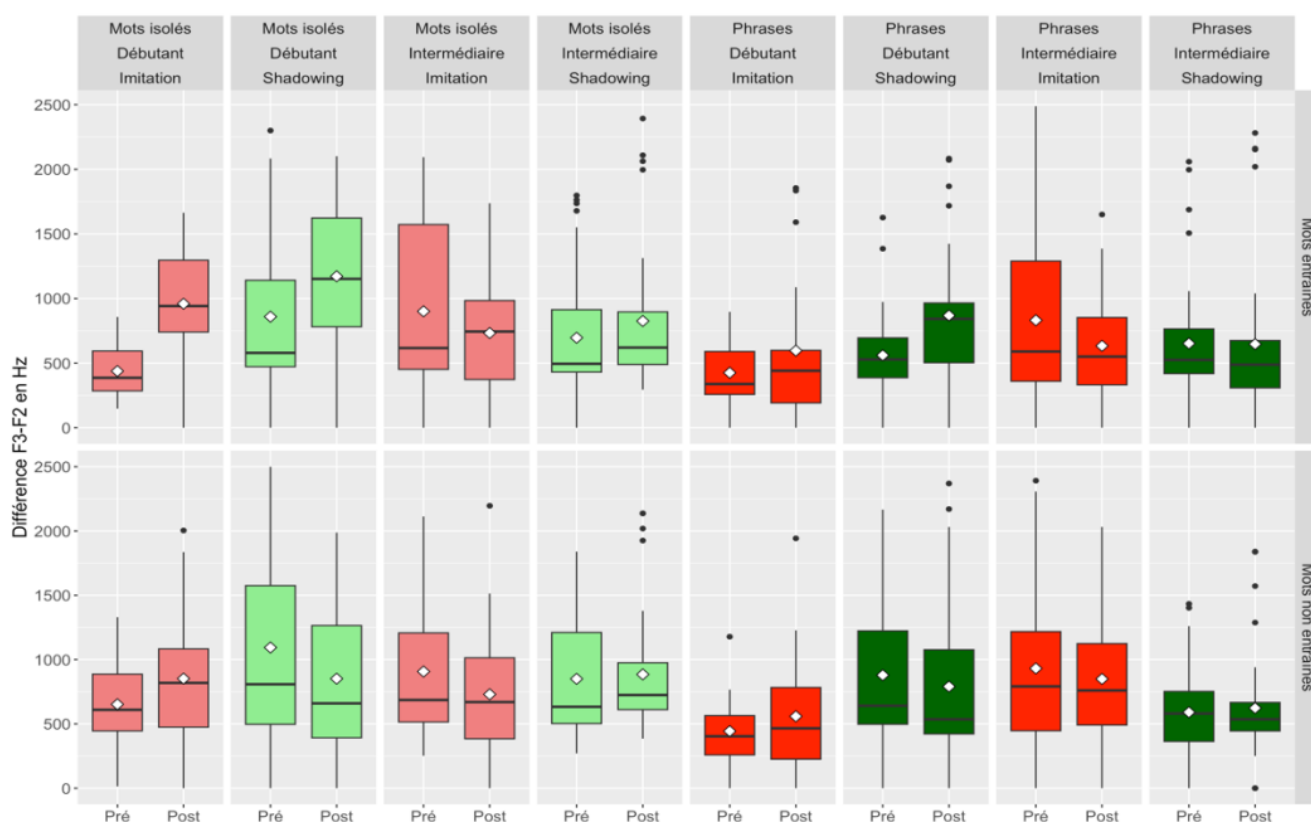 Mots isolés Mots isolés Mots isolés Mots isolés Phrases Phrases Phrases Phrases
Débutant Débutant Intermédiaire Intermédiaire Débutant Débutant Intermédiaire Intermédiaire
Imitation Shadowing Imitation Shadowing Imitation Shadowing Imitation Shadowing
2500
2000
1500
1000
500
0
Mots entraînés
Différence F3-F2 en Hz
2500
2000
1500
1000
500
0
Mots non entraînés
Pré Post Pré Post Pré Post Pré Post Pré Post Pré Post Pré Post Pré Post